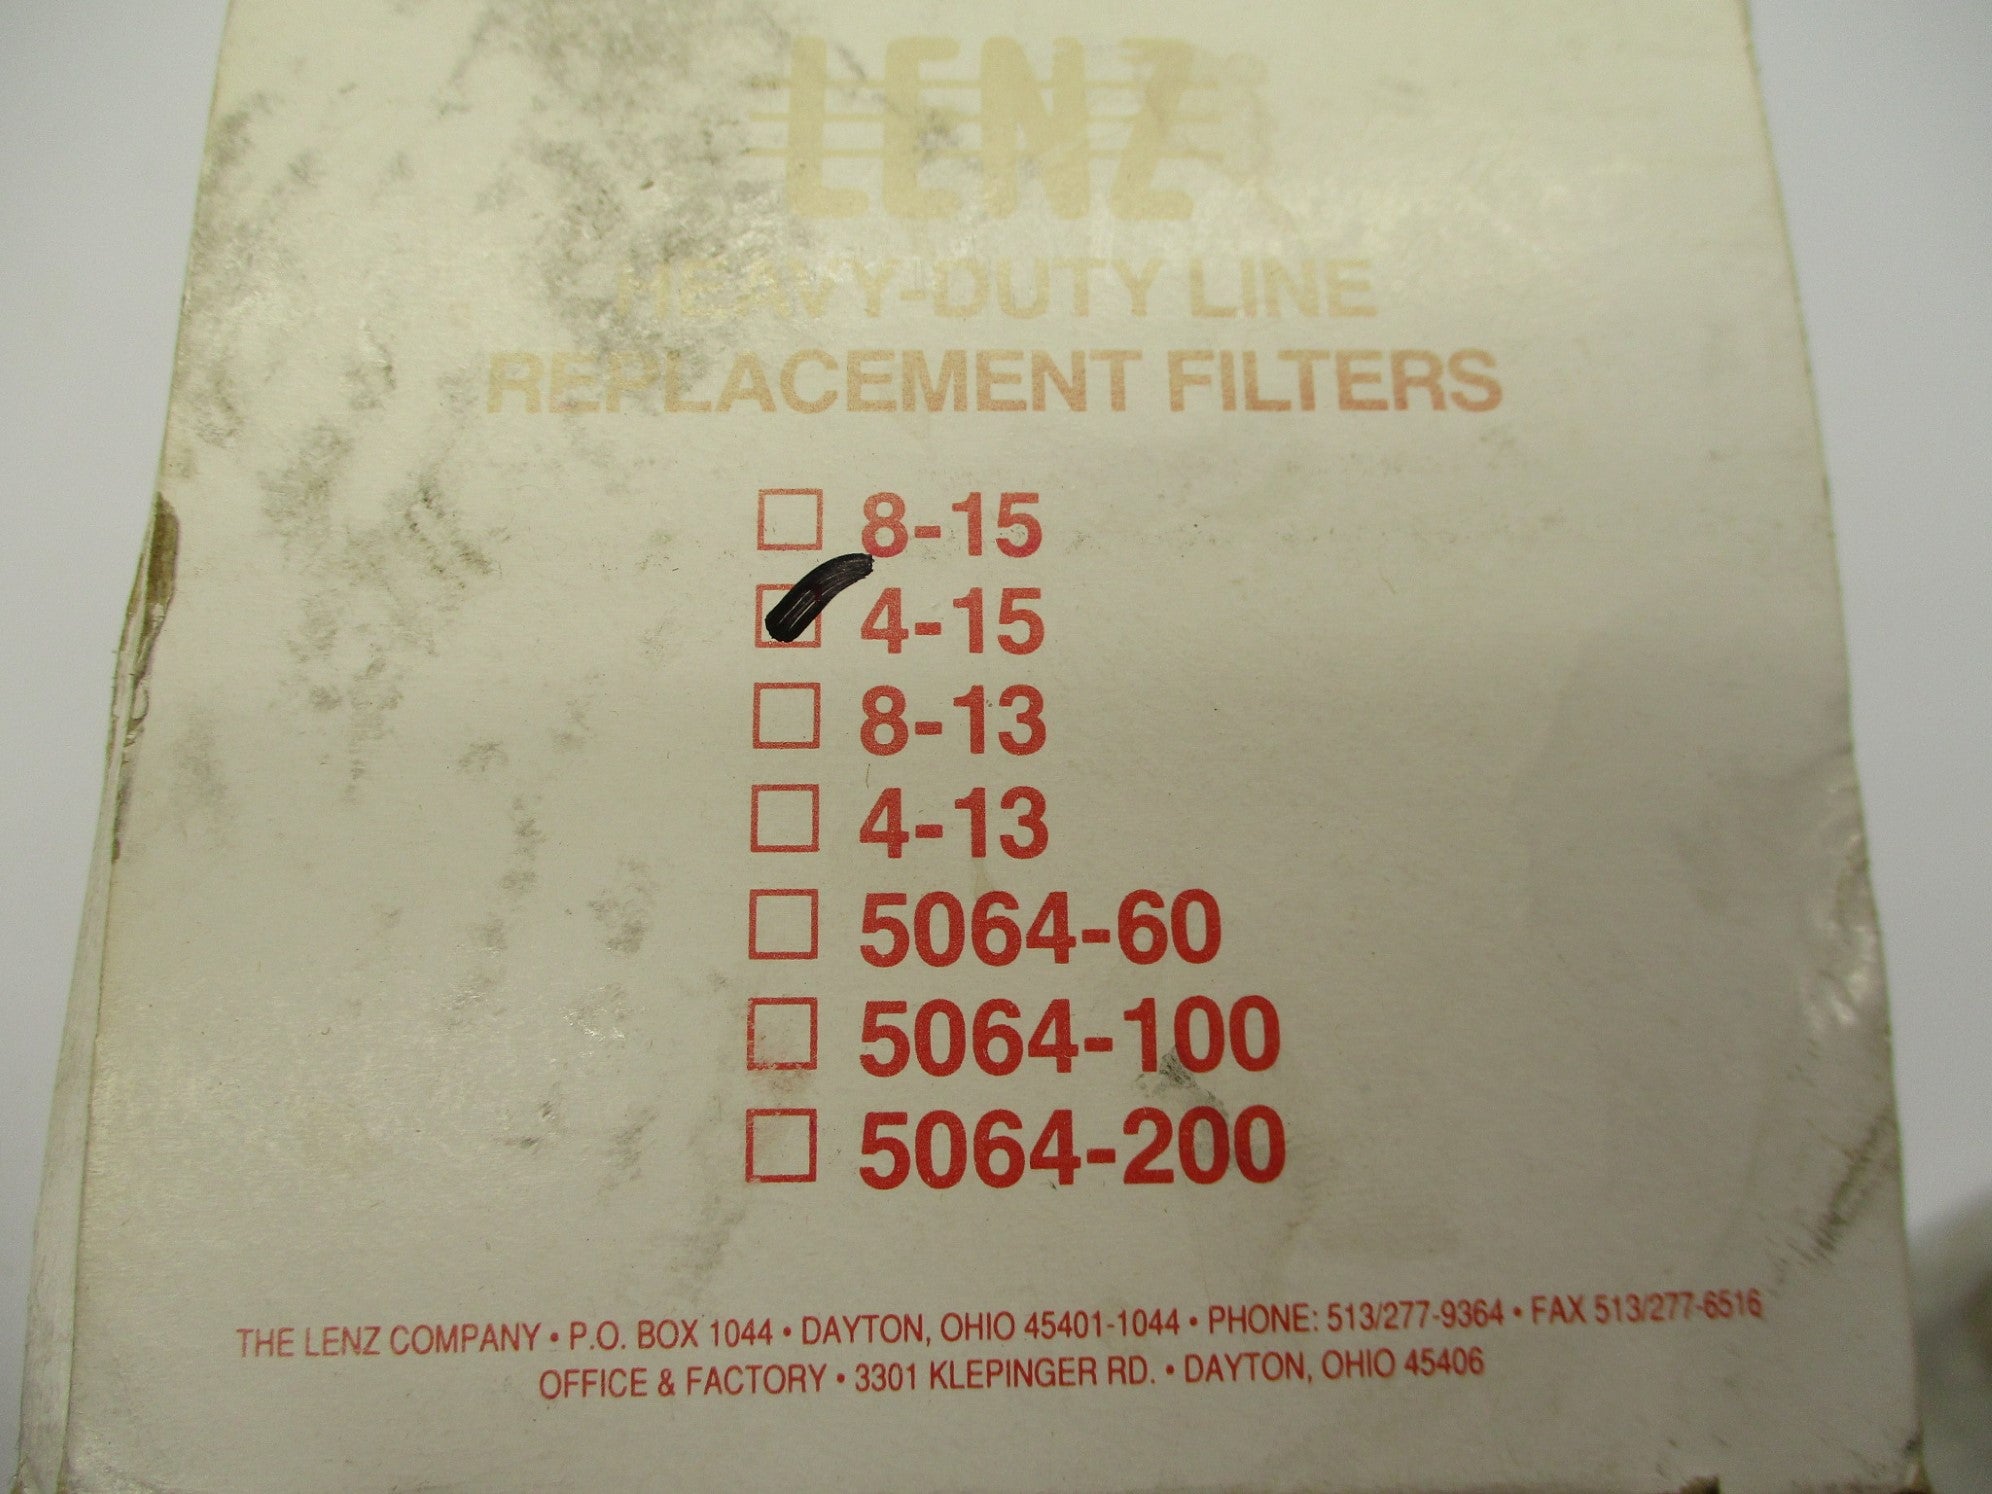 LENZ
HEAVY-DUTY LINE
REPLACEMENT FILTERS
8-15
4-15
8-13
4-13
5064-60
5064-100
5064-200
THE LENZ COMPANY • P.O. BOX 1044 • DAYTON, OHIO 45401-1044 • PHONE: 513/277-9364 • FAX 513/277-6516
OFFICE & FACTORY • 3301 KLEPINGER RD. • DAYTON, OHIO 45406